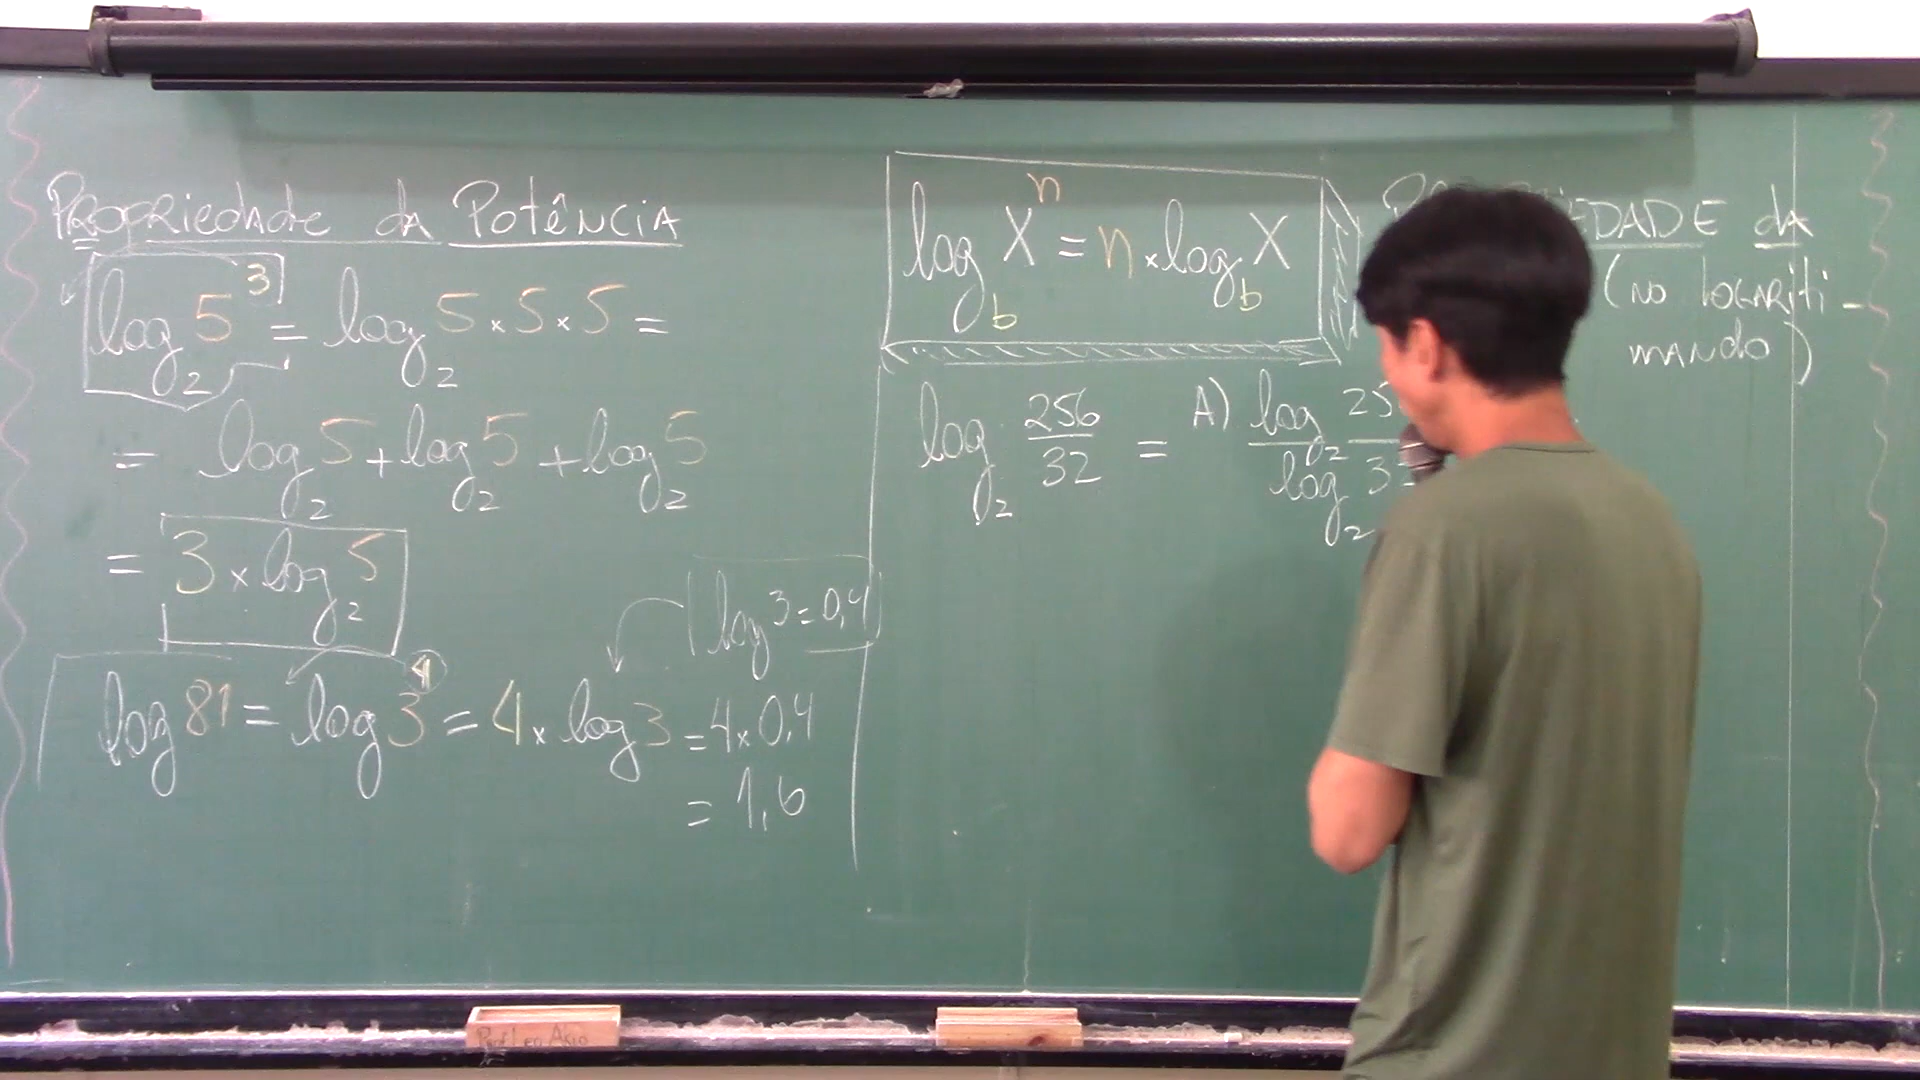 Propriedade da Potência
log₂ 5³ = log₂ 5 × 5 × 5 =
= log₂ 5 + log₂ 5 + log₂ 5
= 3 × log₂ 5
log 3 = 0,4
log 81 = log 3⁴ = 4 × log 3 = 4 × 0,4
= 1,6
log_b Xⁿ = n × log_b X
da
(no logariti-
mando)
log₂ 256/32 = A) log₂ 25
log₂ 3